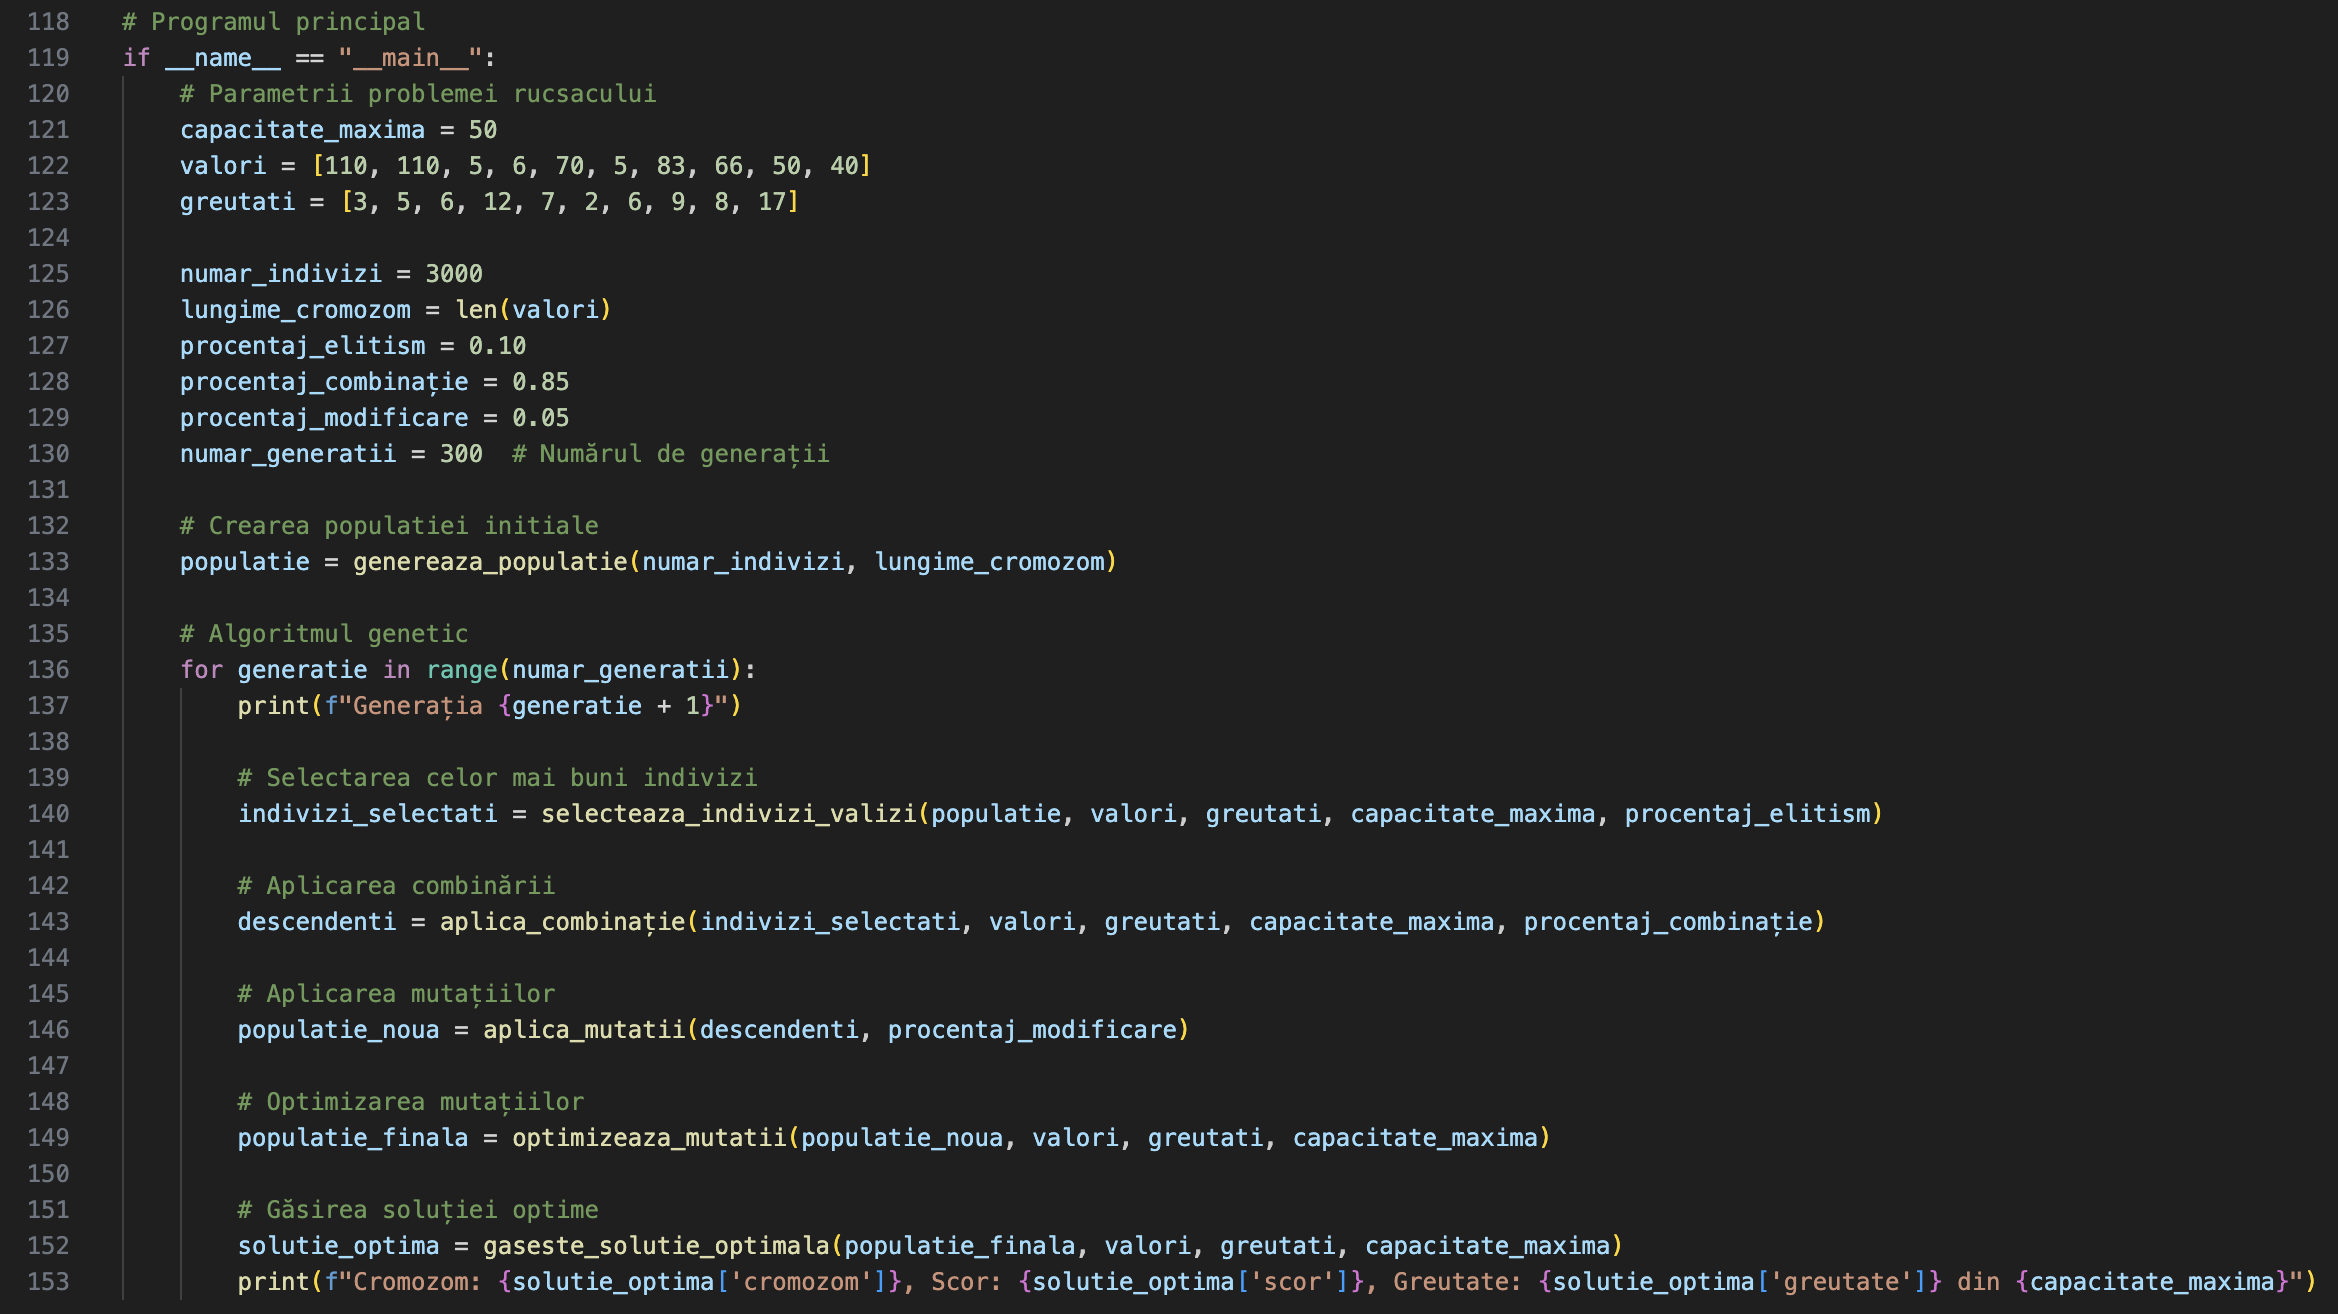 118 # Programul principal
119 if __name__ == "__main__":
120     # Parametrii problemei rucsacului
121     capacitate_maxima = 50
122     valori = [110, 110, 5, 6, 70, 5, 83, 66, 50, 40]
123     greutati = [3, 5, 6, 12, 7, 2, 6, 9, 8, 17]
124
125     numar_indivizi = 3000
126     lungime_cromozom = len(valori)
127     procentaj_elitism = 0.10
128     procentaj_combinație = 0.85
129     procentaj_modificare = 0.05
130     numar_generatii = 300  # Numărul de generații
131
132     # Crearea populatiei initiale
133     populatie = genereaza_populatie(numar_indivizi, lungime_cromozom)
134
135     # Algoritmul genetic
136     for generatie in range(numar_generatii):
137         print(f"Generația {generatie + 1}")
138
139         # Selectarea celor mai buni indivizi
140         indivizi_selectati = selecteaza_indivizi_valizi(populatie, valori, greutati, capacitate_maxima, procentaj_elitism)
141
142         # Aplicarea combinării
143         descendenti = aplica_combinație(indivizi_selectati, valori, greutati, capacitate_maxima, procentaj_combinație)
144
145         # Aplicarea mutațiilor
146         populatie_noua = aplica_mutatii(descendenti, procentaj_modificare)
147
148         # Optimizarea mutațiilor
149         populatie_finala = optimizeaza_mutatii(populatie_noua, valori, greutati, capacitate_maxima)
150
151         # Găsirea soluției optime
152         solutie_optima = gaseste_solutie_optimala(populatie_finala, valori, greutati, capacitate_maxima)
153         print(f"Cromozom: {solutie_optima['cromozom']}, Scor: {solutie_optima['scor']}, Greutate: {solutie_optima['greutate']} din {capacitate_maxima}")